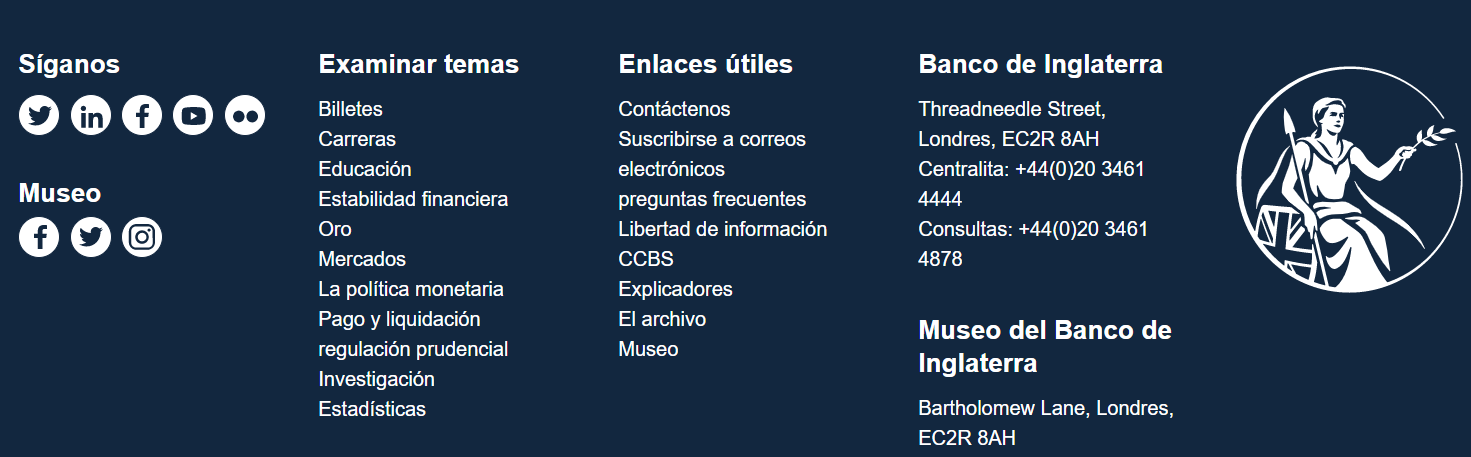 Síganos
Museo
Examinar temas
Billetes
Carreras
Educación
Estabilidad financiera
Oro
Mercados
La política monetaria
Pago y liquidación
regulación prudencial
Investigación
Estadísticas
Enlaces útiles
Contáctenos
Suscribirse a correos
electrónicos
preguntas frecuentes
Libertad de información
CCBS
Explicadores
El archivo
Museo
Banco de Inglaterra
Threadneedle Street,
Londres, EC2R 8AH
Centralita: +44(0)20 3461
4444
Consultas: +44(0)20 3461
4878
Museo del Banco de
Inglaterra
Bartholomew Lane, Londres,
EC2R 8AH